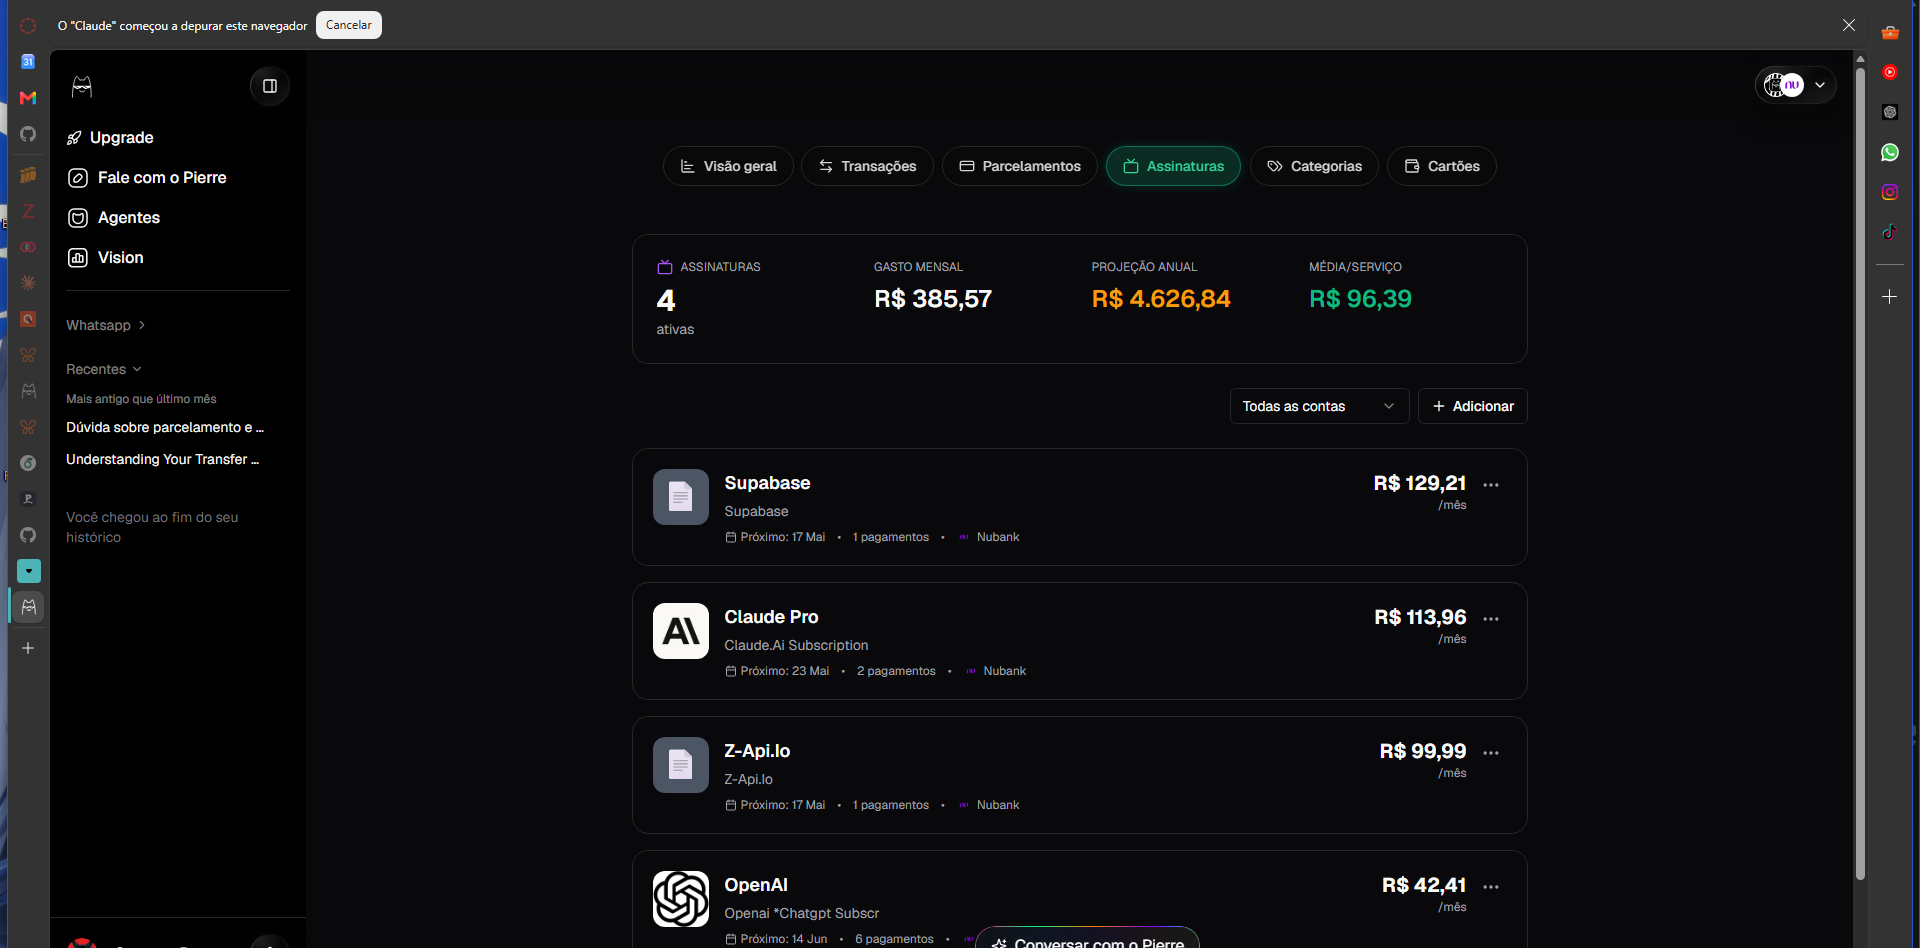 O "Claude" começou a depurar este navegador
Cancelar
31
Upgrade
Fale com o Pierre
Agentes
Vision
Whatsapp
Recentes
Mais antigo que último mês
Dúvida sobre parcelamento e ...
Understanding Your Transfer ...
Você chegou ao fim do seu
histórico
nu
Visão geral
Transações
Parcelamentos
Assinaturas
Categorias
Cartões
ASSINATURAS
4
ativas
GASTO MENSAL
R$ 385,57
PROJEÇÃO ANUAL
R$ 4.626,84
MÉDIA/SERVIÇO
R$ 96,39
Todas as contas
Adicionar
Supabase
Supabase
Próximo: 17 Mai • 1 pagamentos • nu Nubank
R$ 129,21
/mês
Claude Pro
Claude.Ai Subscription
Próximo: 23 Mai • 2 pagamentos • nu Nubank
R$ 113,96
/mês
Z-Api.Io
Z-Api.Io
Próximo: 17 Mai • 1 pagamentos • nu Nubank
R$ 99,99
/mês
OpenAI
Openai *Chatgpt Subscr
Próximo: 14 Jun • 6 pagamentos •
R$ 42,41
/mês
Conversar com o Pierre